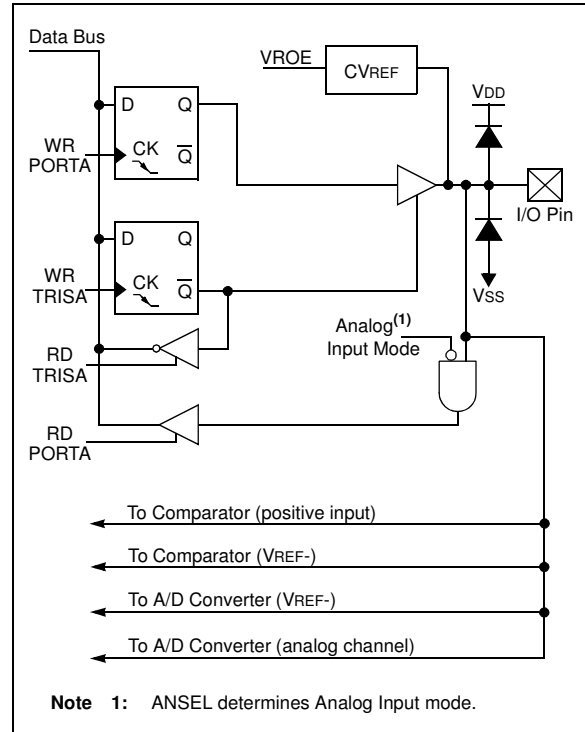 Data Bus
VROE
CVREF
VDD
D Q
WR PORTA
CK Q̅
I/O Pin
D Q
WR TRISA
CK Q̅
VSS
Analog(1)
Input Mode
RD
TRISA
RD
PORTA
To Comparator (positive input)
To Comparator (VREF-)
To A/D Converter (VREF-)
To A/D Converter (analog channel)
Note 1: ANSEL determines Analog Input mode.